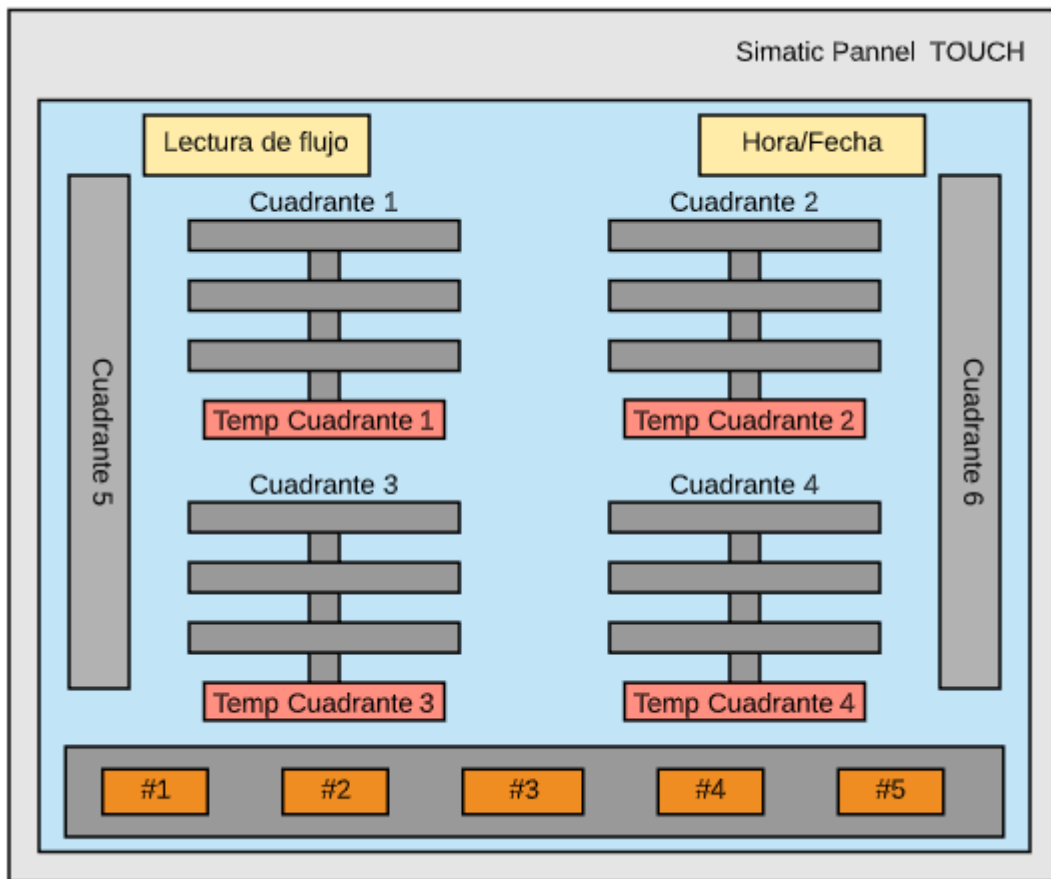 Simatic Pannel TOUCH
Lectura de flujo
Hora/Fecha
Cuadrante 1
Cuadrante 2
Temp Cuadrante 1
Temp Cuadrante 2
Cuadrante 5
Cuadrante 6
Cuadrante 3
Cuadrante 4
Temp Cuadrante 3
Temp Cuadrante 4
#1
#2
#3
#4
#5